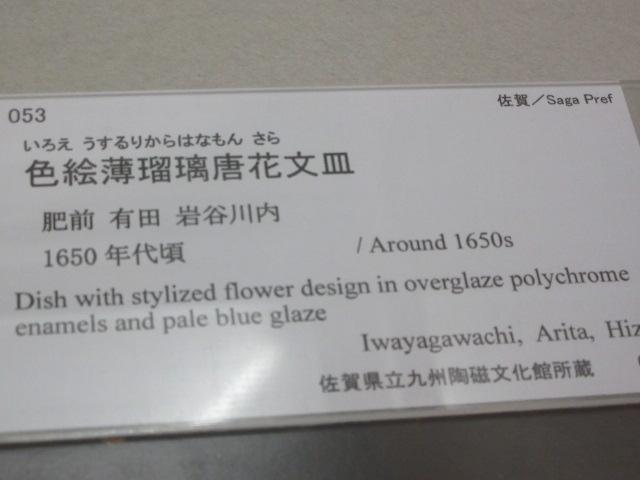 053
佐賀／Saga Pref
いろえ うするりからはなもん さら
色絵薄瑠璃唐花文皿
肥前 有田 岩谷川内
1650 年代頃 / Around 1650s
Dish with stylized flower design in overglaze polychrome
enamels and pale blue glaze
Iwayagawachi, Arita, Hiz
佐賀県立九州陶磁文化館所蔵